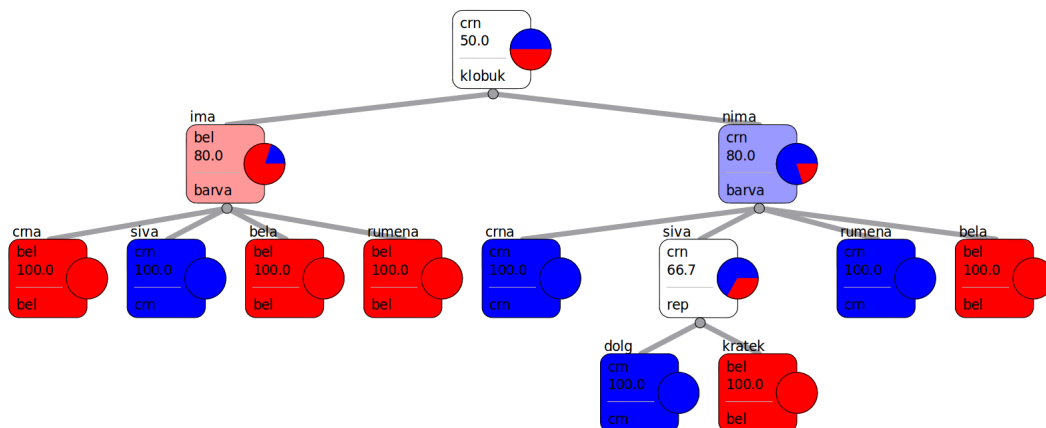 crn
50.0
klobuk
ima
nima
bel
80.0
barva
crn
80.0
barva
crna
siva
bela
rumena
crna
siva
rumena
bela
bel
100.0
bel
crn
100.0
crn
bel
100.0
bel
bel
100.0
bel
crn
100.0
crn
crn
66.7
rep
crn
100.0
crn
bel
100.0
bel
dolg
kratek
crn
100.0
crn
bel
100.0
bel